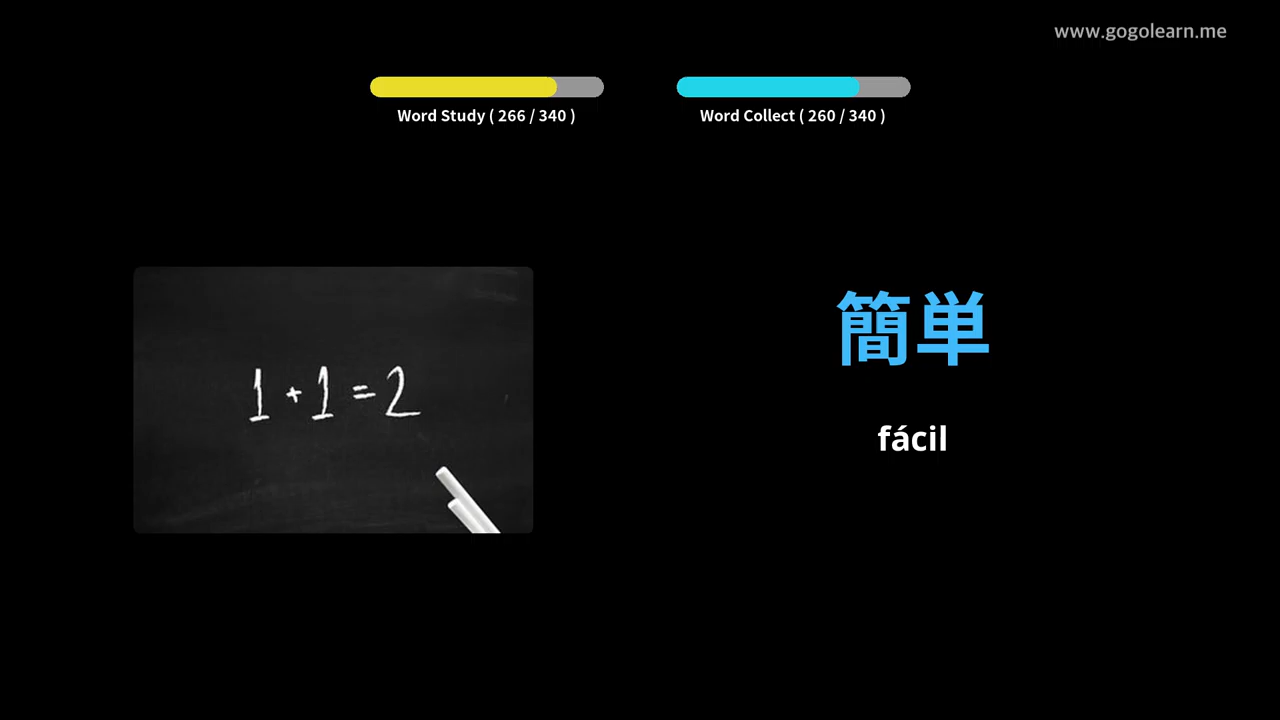 www.gogolearn.me
Word Study ( 266 / 340 )
Word Collect ( 260 / 340 )
1 + 1 = 2
簡単
fácil